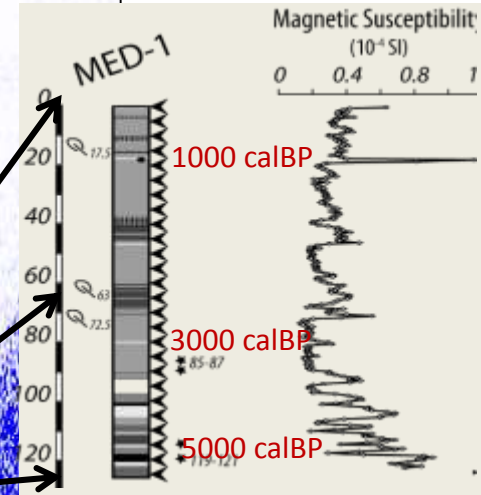 MED-1
Magnetic Susceptibility
(10⁻⁴ SI)
0 0.4 0.8 1
0
20
40
60
80
100
120
17.5
63
72.5
1000 calBP
3000 calBP
85-87
5000 calBP
119-121